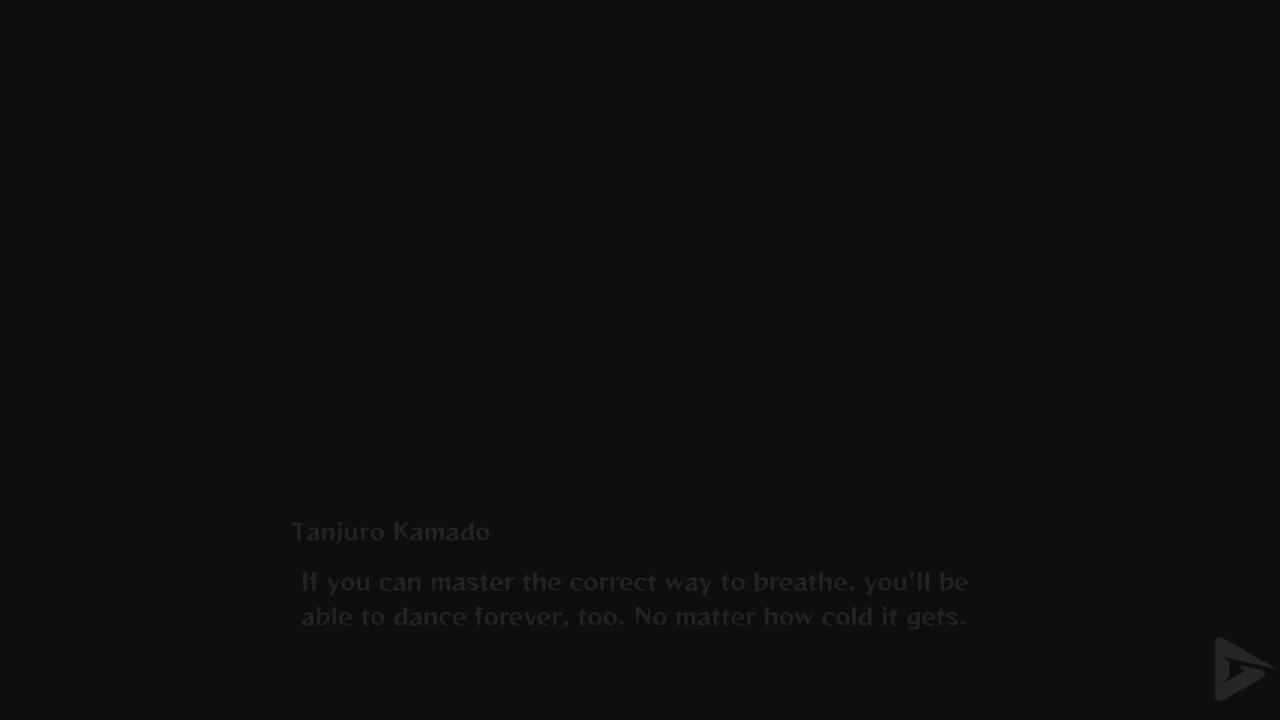 Tanjuro Kamado
If you can master the correct way to breathe, you'll be
able to dance forever, too. No matter how cold it gets.